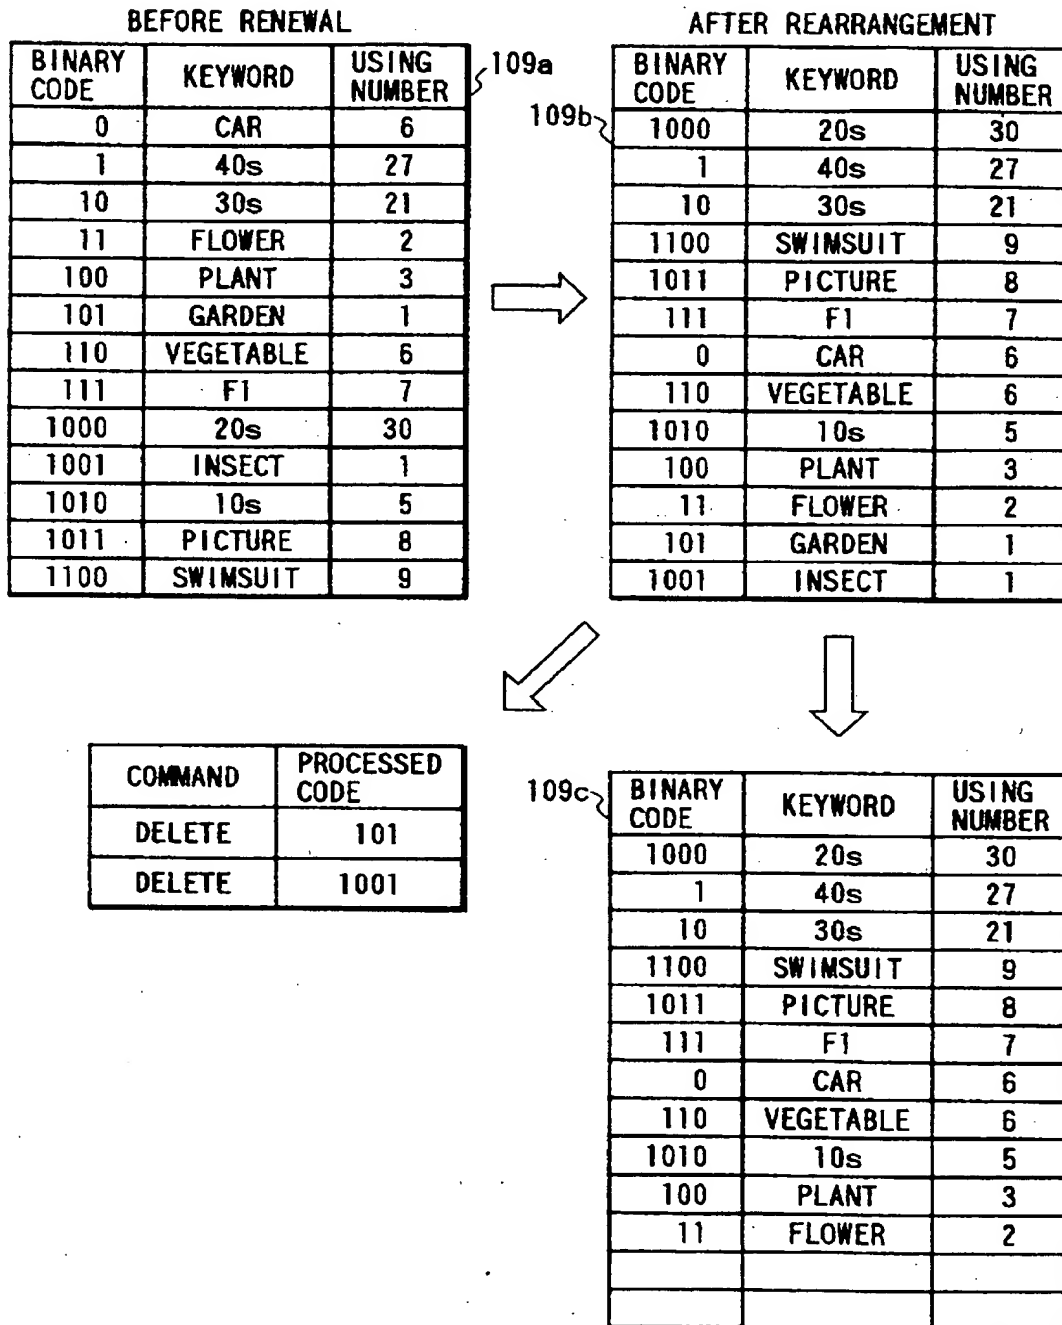 BEFORE RENEWAL
BINARY CODE KEYWORD USING NUMBER
109a
0 CAR 6
1 40s 27
10 30s 21
11 FLOWER 2
100 PLANT 3
101 GARDEN 1
110 VEGETABLE 6
111 F1 7
1000 20s 30
1001 INSECT 1
1010 10s 5
1011 PICTURE 8
1100 SWIMSUIT 9
AFTER REARRANGEMENT
BINARY CODE KEYWORD USING NUMBER
109b
1000 20s 30
1 40s 27
10 30s 21
1100 SWIMSUIT 9
1011 PICTURE 8
111 F1 7
0 CAR 6
110 VEGETABLE 6
1010 10s 5
100 PLANT 3
11 FLOWER 2
101 GARDEN 1
1001 INSECT 1
COMMAND PROCESSED CODE
DELETE 101
DELETE 1001
109c
BINARY CODE KEYWORD USING NUMBER
1000 20s 30
1 40s 27
10 30s 21
1100 SWIMSUIT 9
1011 PICTURE 8
111 F1 7
0 CAR 6
110 VEGETABLE 6
1010 10s 5
100 PLANT 3
11 FLOWER 2